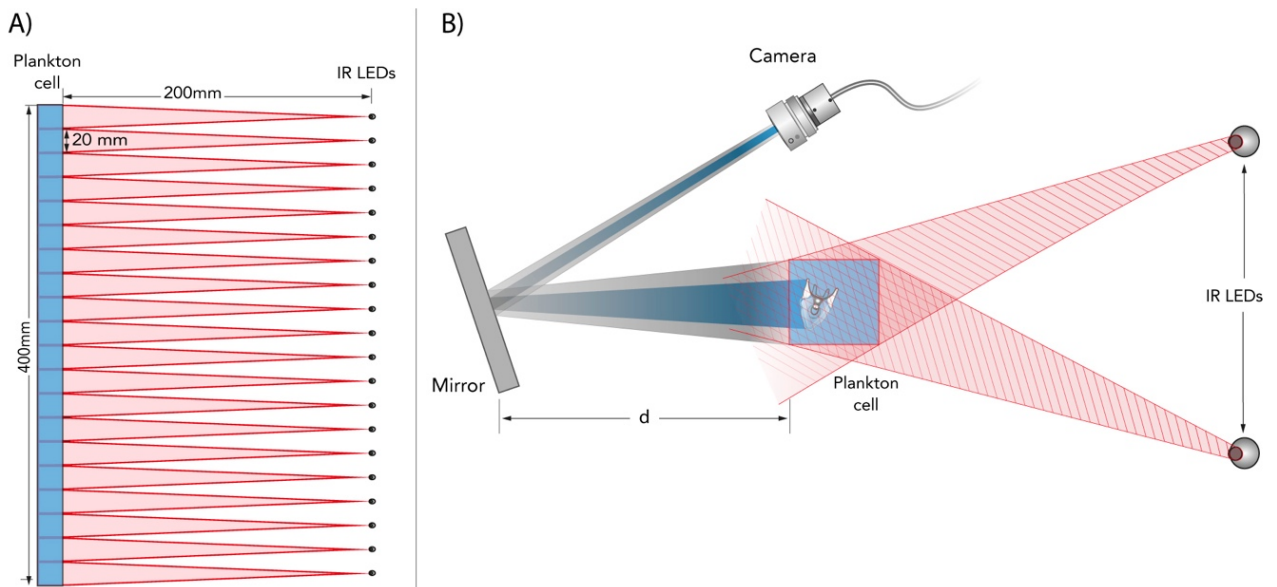 A)
Plankton
cell
IR LEDs
200mm
20 mm
400mm
B)
Camera
Mirror
Plankton
cell
d
IR LEDs